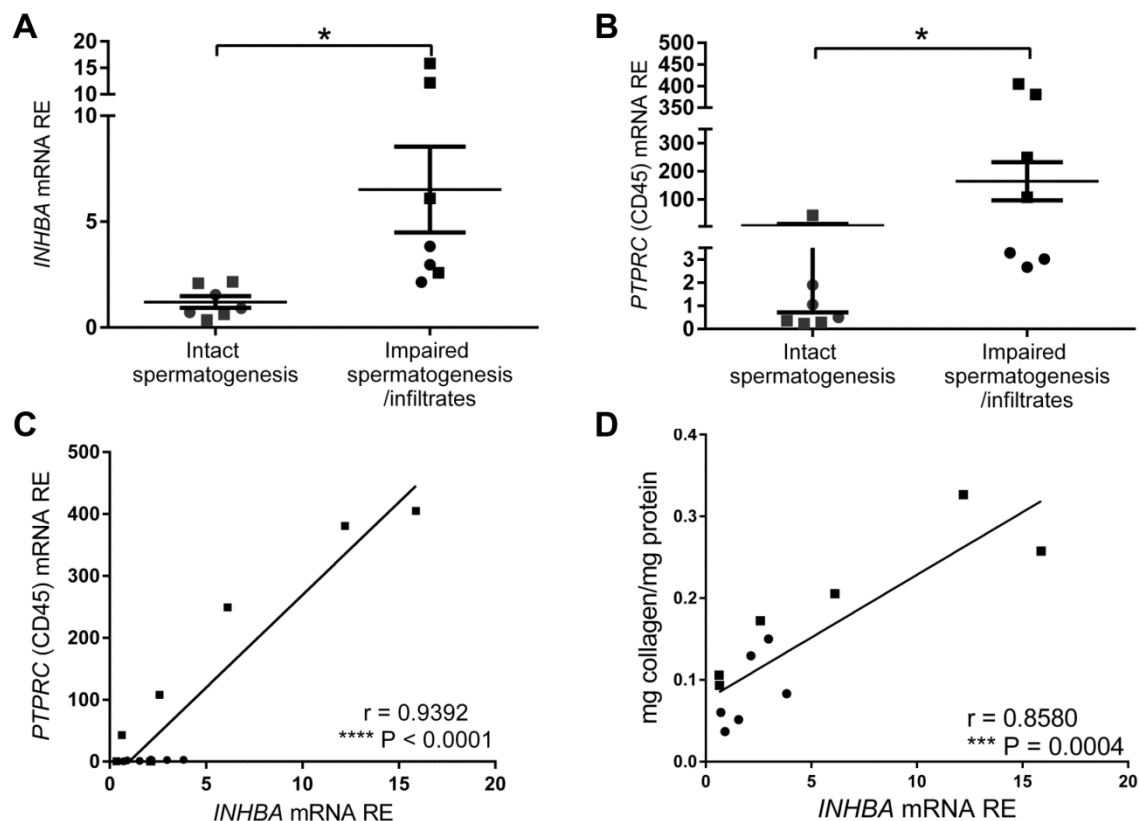 A
*
INHBA mRNA RE
20
15
10
10
5
0
Intact
spermatogenesis
Impaired
spermatogenesis
/infiltrates
B
*
PTPRC (CD45) mRNA RE
500
450
400
350
300
200
100
3
2
1
0
Intact
spermatogenesis
Impaired
spermatogenesis
/infiltrates
C
PTPRC (CD45) mRNA RE
500
400
300
200
100
0
0 5 10 15 20
r = 0.9392
**** P < 0.0001
INHBA mRNA RE
D
mg collagen/mg protein
0.4
0.3
0.2
0.1
0.0
0 5 10 15 20
r = 0.8580
*** P = 0.0004
INHBA mRNA RE